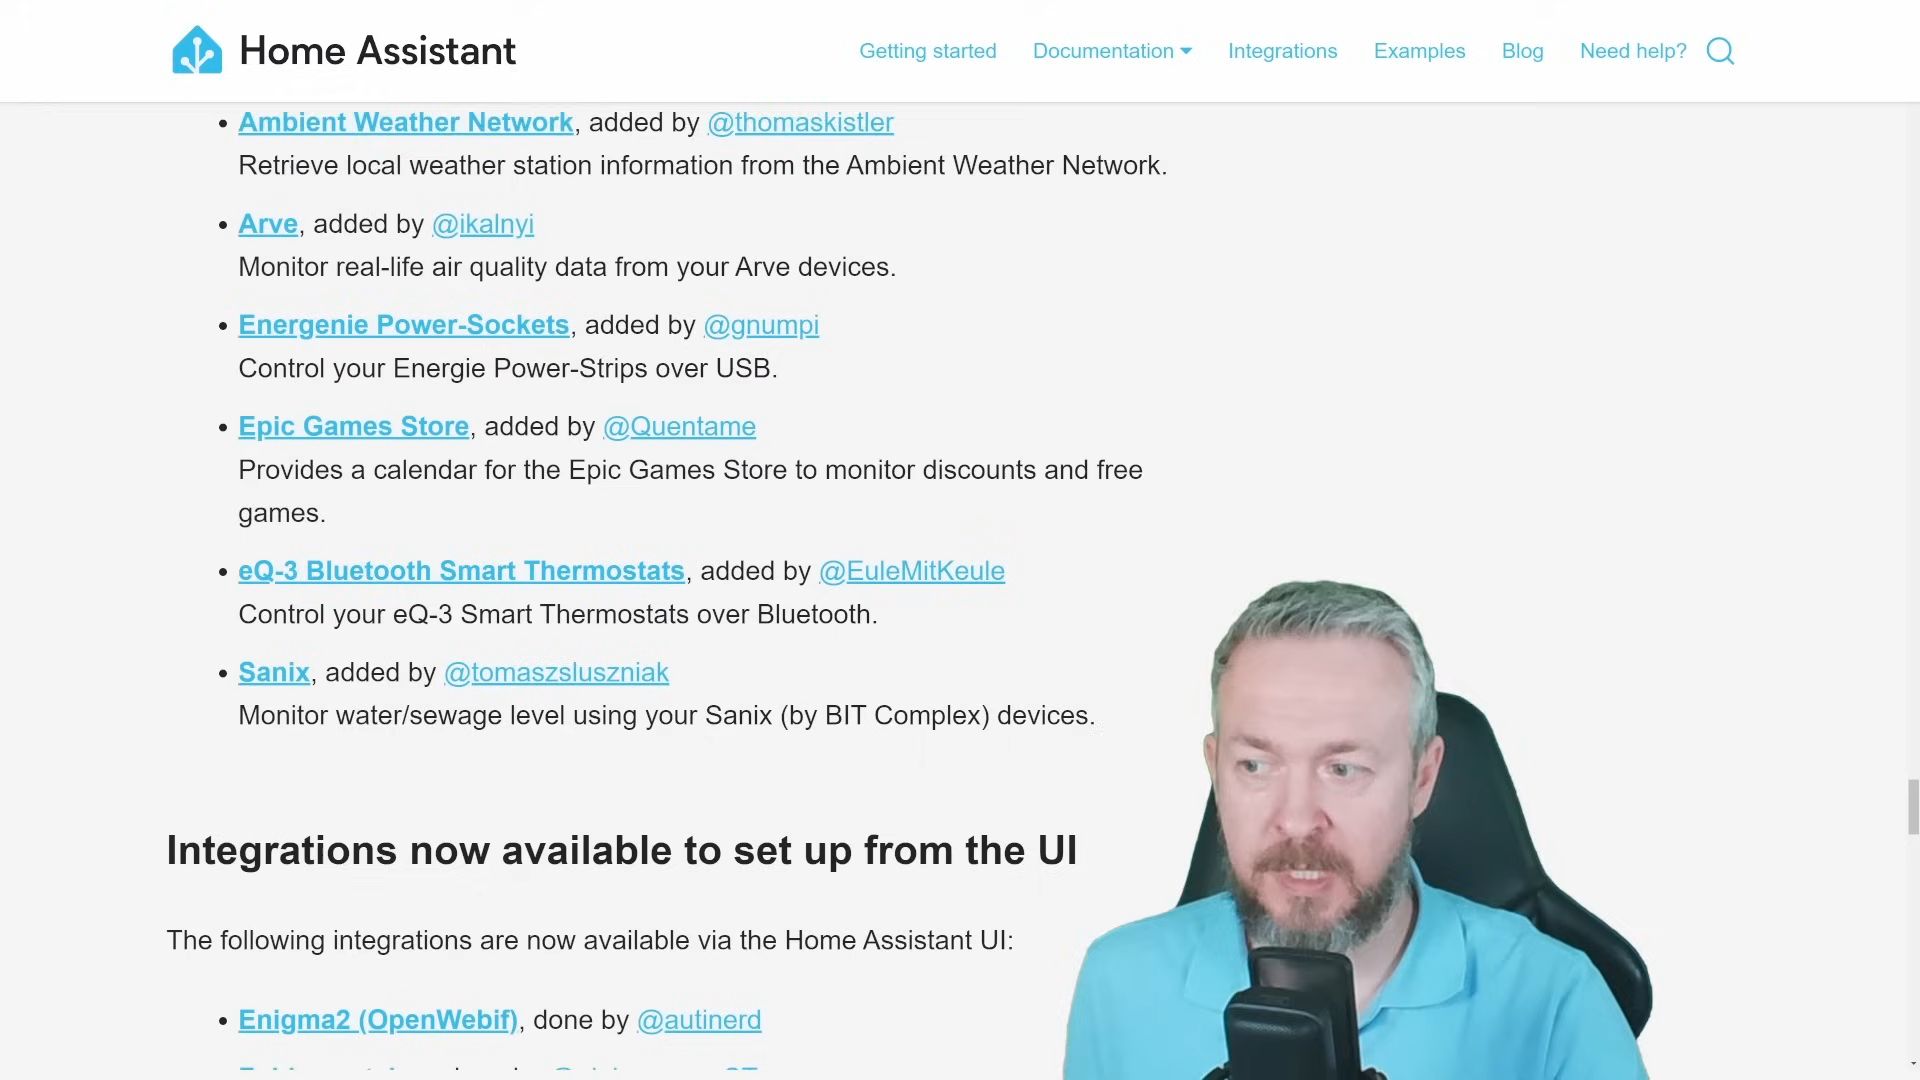 Home Assistant
Getting started
Documentation
Integrations
Examples
Blog
Need help?
Ambient Weather Network, added by @thomaskistler
Retrieve local weather station information from the Ambient Weather Network.
Arve, added by @ikalnyi
Monitor real-life air quality data from your Arve devices.
Energenie Power-Sockets, added by @gnumpi
Control your Energie Power-Strips over USB.
Epic Games Store, added by @Quentame
Provides a calendar for the Epic Games Store to monitor discounts and free
games.
eQ-3 Bluetooth Smart Thermostats, added by @EuleMitKeule
Control your eQ-3 Smart Thermostats over Bluetooth.
Sanix, added by @tomaszsluszniak
Monitor water/sewage level using your Sanix (by BIT Complex) devices.
Integrations now available to set up from the UI
The following integrations are now available via the Home Assistant UI:
Enigma2 (OpenWebif), done by @autinerd